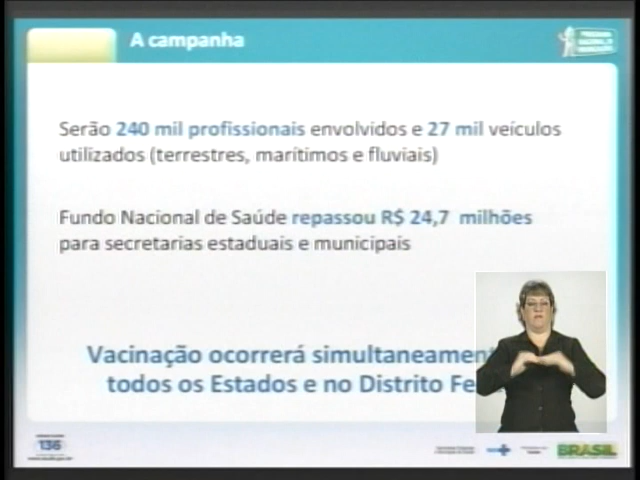 A campanha
Serão 240 mil profissionais envolvidos e 27 mil veículos
utilizados (terrestres, marítimos e fluviais)
Fundo Nacional de Saúde repassou R$ 24,7 milhões
para secretarias estaduais e municipais
Vacinação ocorrerá simultaneament
todos os Estados e no Distrito Fe
136
BRASIL